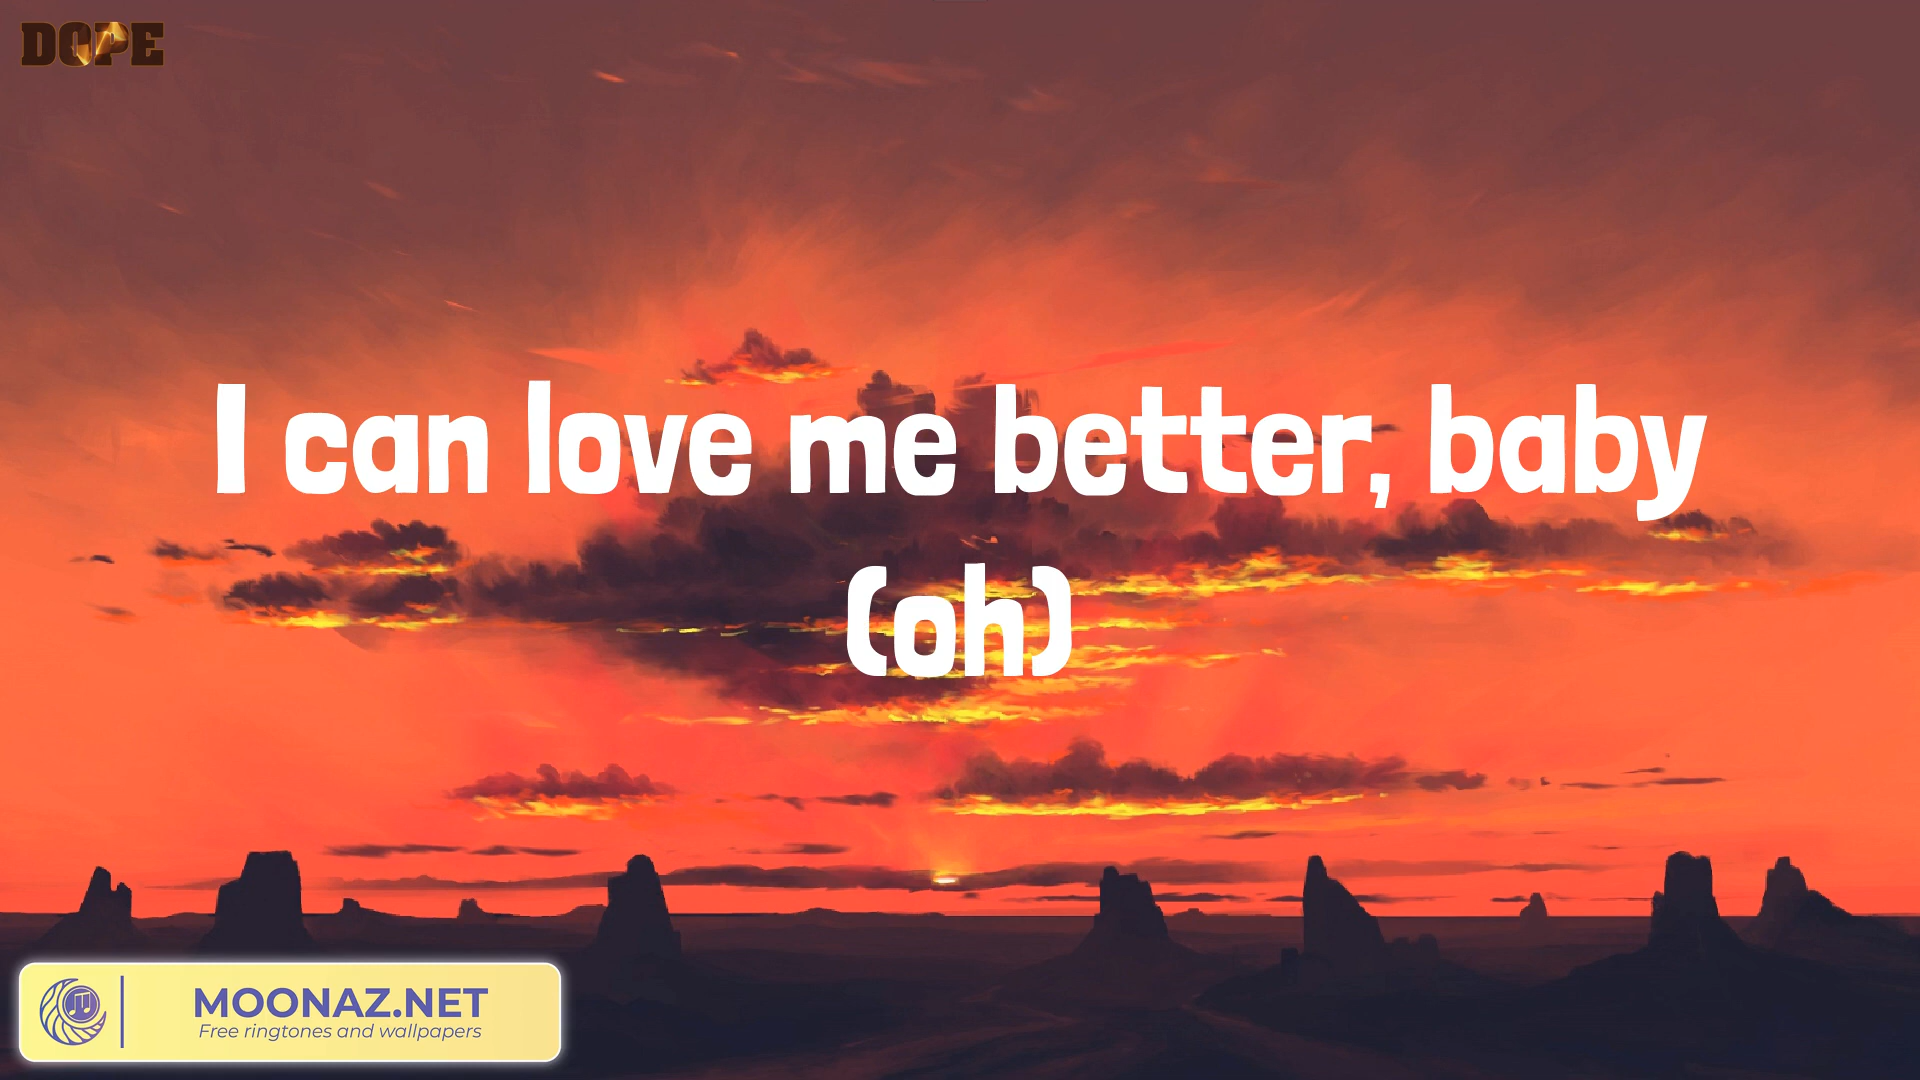 DOPE
I can love me better, baby
(oh)
MOONAZ.NET
Free ringtones and wallpapers